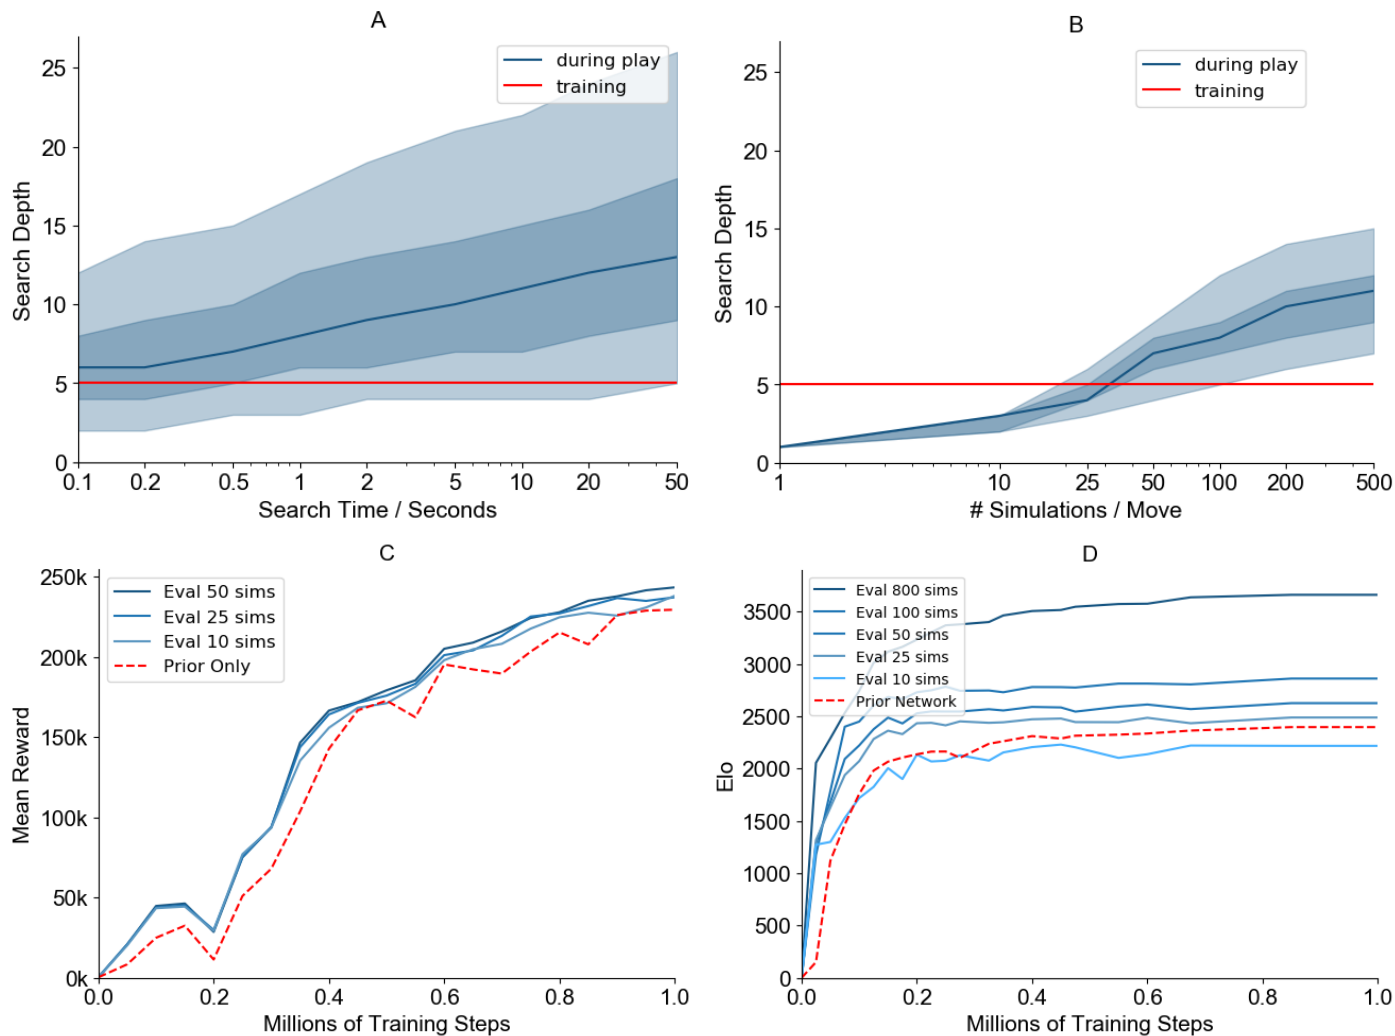 A
during play
training
25
20
15
10
5
0
Search Depth
0.1 0.2 0.5 1 2 5 10 20 50
Search Time / Seconds
B
during play
training
25
20
15
10
5
0
Search Depth
1 10 25 50 100 200 500
# Simulations / Move
C
Eval 50 sims
Eval 25 sims
Eval 10 sims
Prior Only
250k
200k
150k
100k
50k
0k
Mean Reward
0.0 0.2 0.4 0.6 0.8 1.0
Millions of Training Steps
D
Eval 800 sims
Eval 100 sims
Eval 50 sims
Eval 25 sims
Eval 10 sims
Prior Network
3500
3000
2500
2000
1500
1000
500
0
Elo
0.0 0.2 0.4 0.6 0.8 1.0
Millions of Training Steps